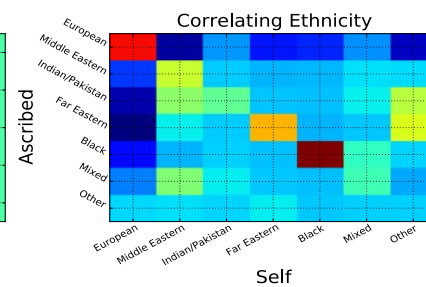 Correlating Ethnicity
European
Middle Eastern
Indian/Pakistan
Far Eastern
Black
Mixed
Other
Ascribed
European
Middle Eastern
Indian/Pakistan
Far Eastern
Black
Mixed
Other
Self